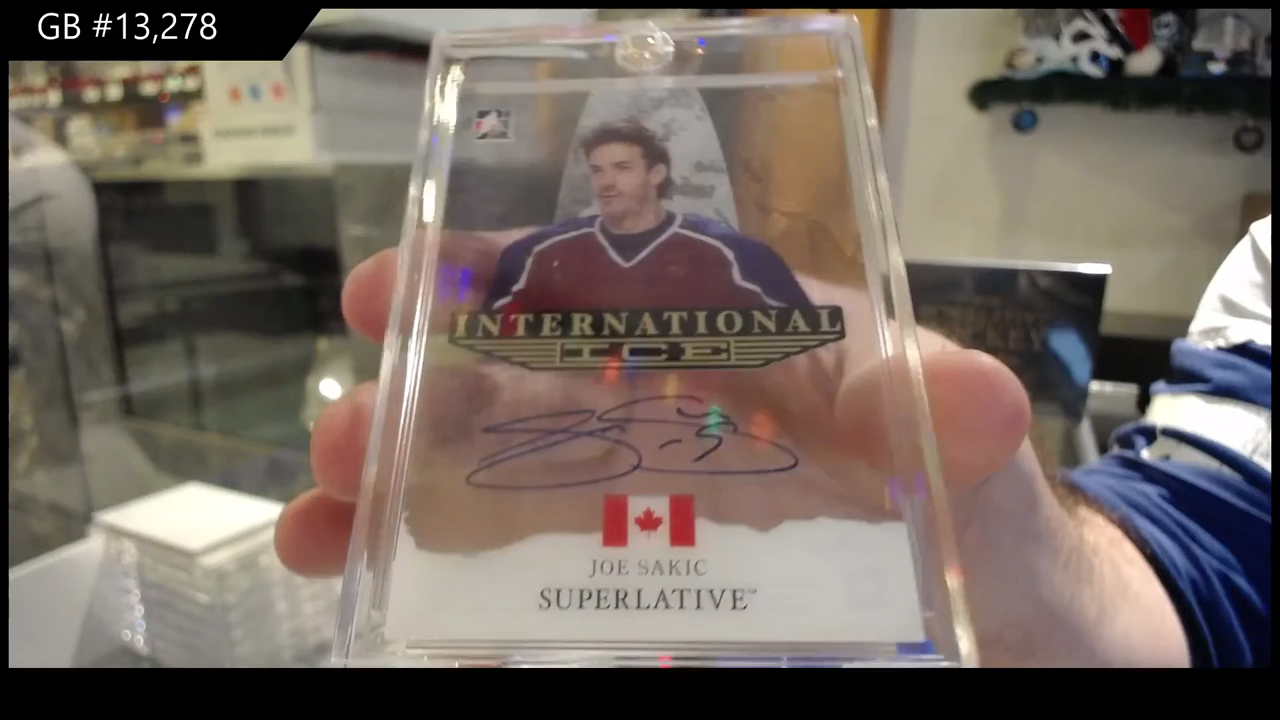 GB #13,278
INTERNATIONAL
ICE
JOE SAKIC
SUPERLATIVE™